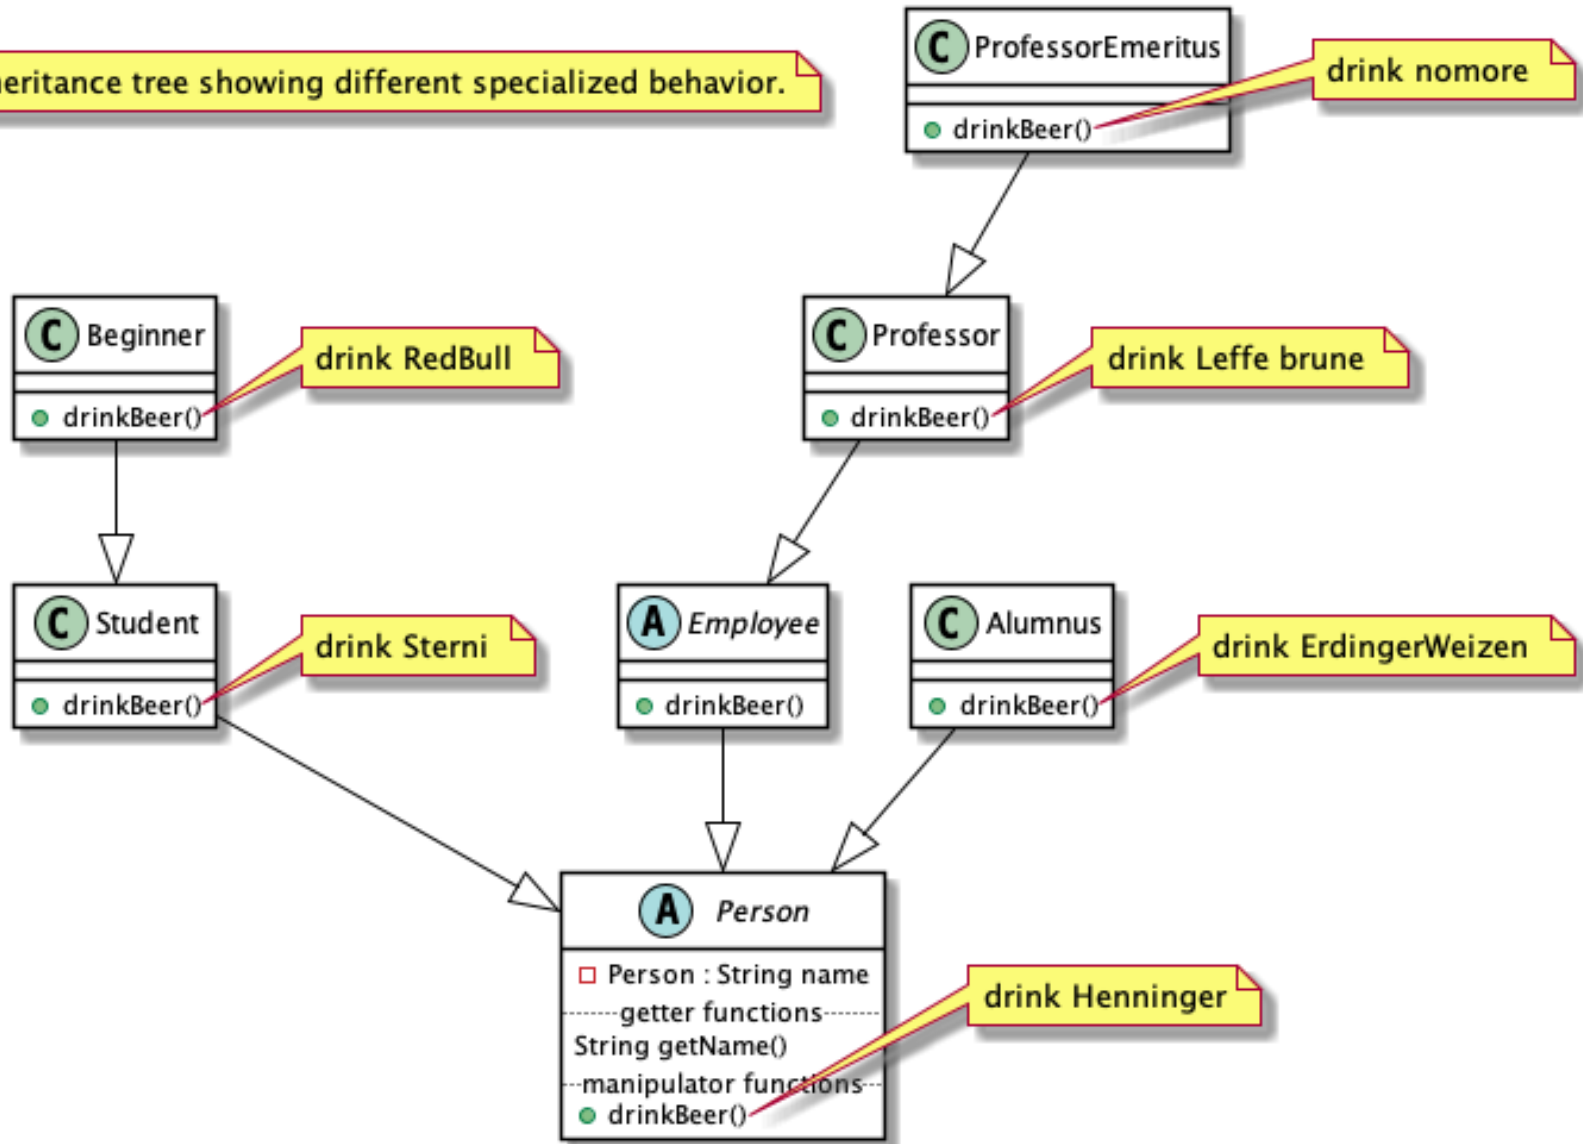 eritance tree showing different specialized behavior.
C ProfessorEmeritus
drinkBeer()
drink nomore
C Beginner
drinkBeer()
drink RedBull
C Professor
drinkBeer()
drink Leffe brune
C Student
drinkBeer()
drink Sterni
A Employee
drinkBeer()
C Alumnus
drinkBeer()
drink ErdingerWeizen
A Person
Person : String name
getter functions
String getName()
manipulator functions
drinkBeer()
drink Henninger